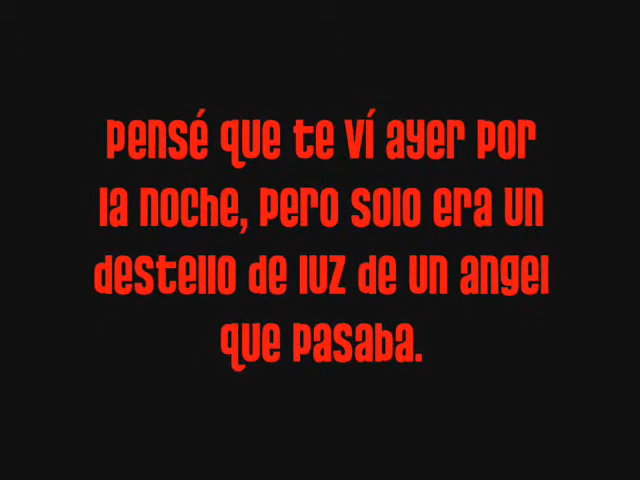 Pensé que te ví ayer por
la noche, pero solo era un
destello de luz de un angel
que pasaba.